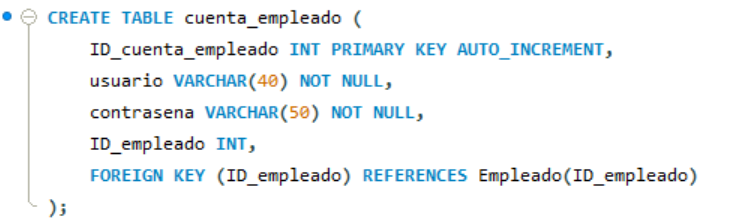 CREATE TABLE cuenta_empleado (
ID_cuenta_empleado INT PRIMARY KEY AUTO_INCREMENT,
usuario VARCHAR(40) NOT NULL,
contrasena VARCHAR(50) NOT NULL,
ID_empleado INT,
FOREIGN KEY (ID_empleado) REFERENCES Empleado(ID_empleado)
);